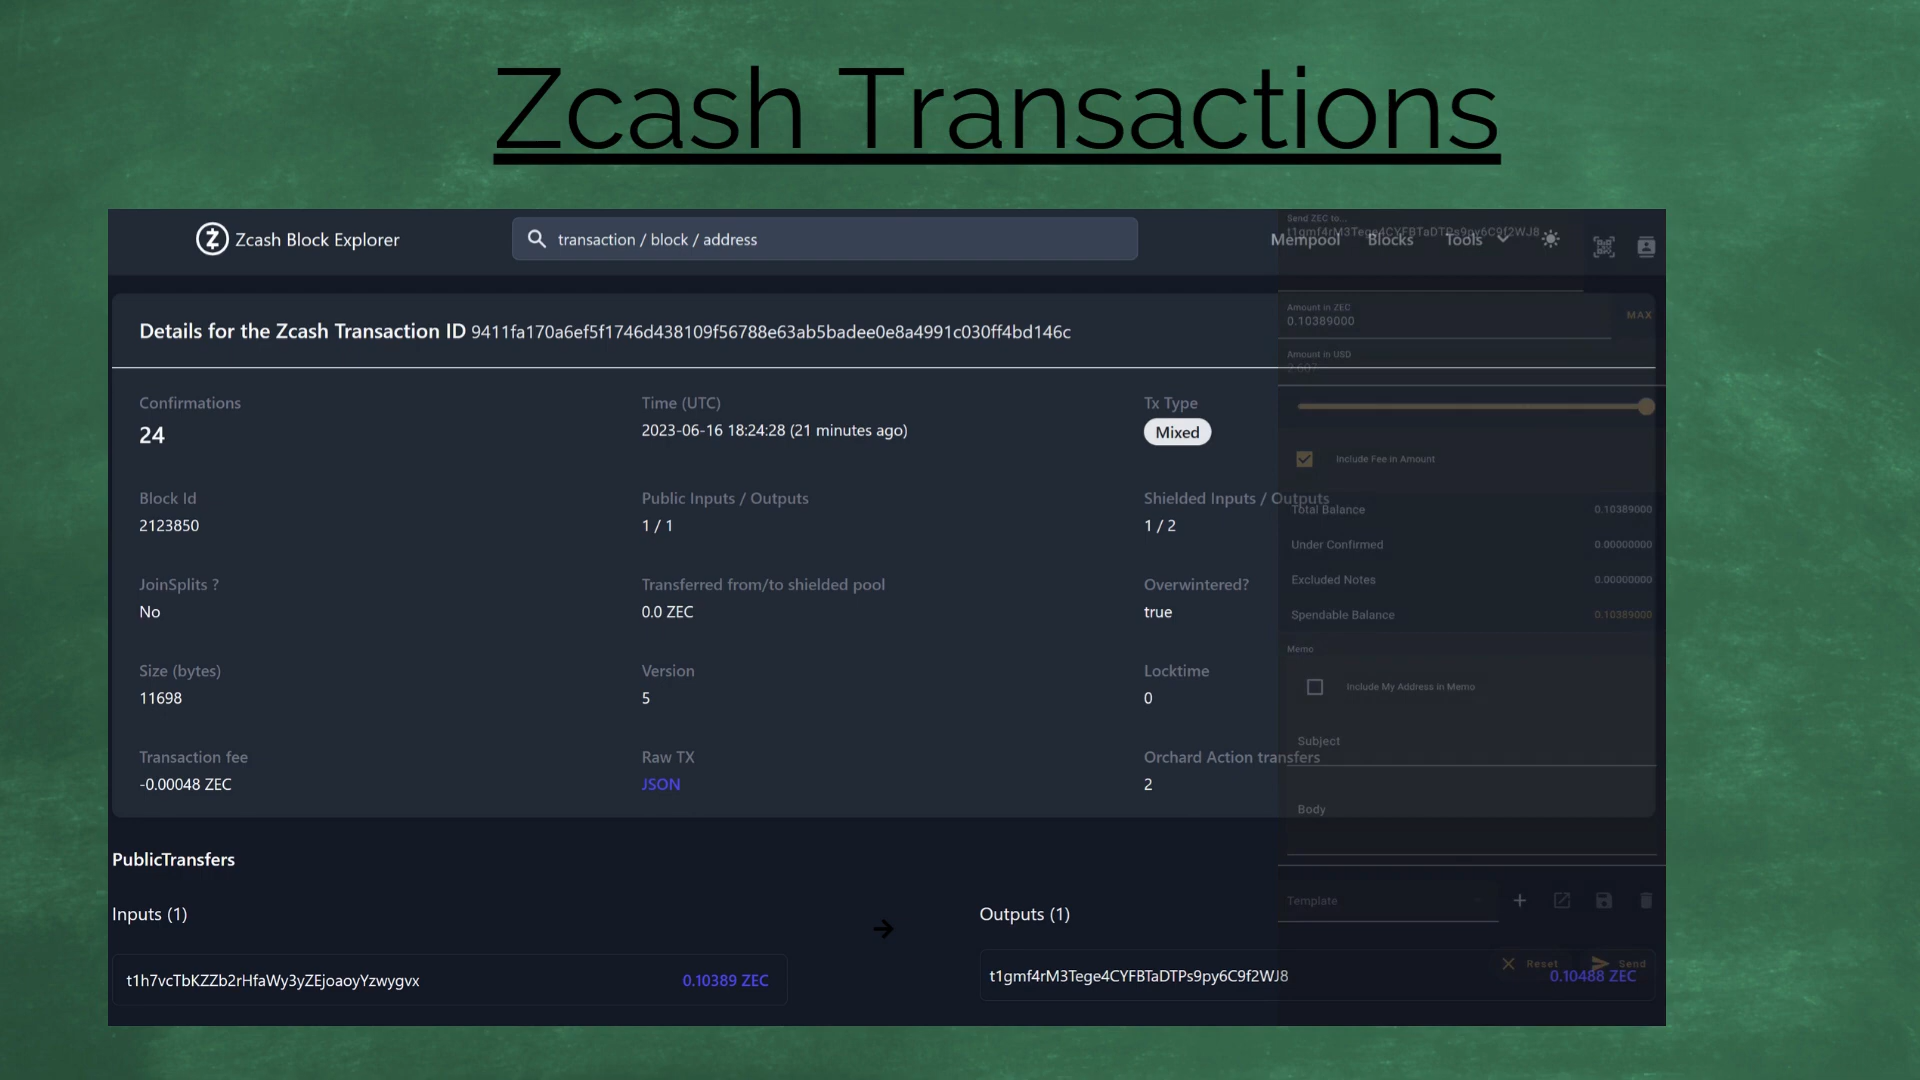 Zcash Transactions
Zcash Block Explorer
transaction / block / address
Mempool Blocks Tools
Send ZEC to...
t1gmf4rM3Tege4CYFBTaDTPs9py6C9f2WJ8
Details for the Zcash Transaction ID 9411fa170a6ef5f1746d438109f56788e63ab5badee0e8a4991c030ff4bd146c
Amount in ZEC
0.10389000
MAX
Amount in USD
2.607
Confirmations
24
Time (UTC)
2023-06-16 18:24:28 (21 minutes ago)
Tx Type
Mixed
Include Fee in Amount
Block Id
2123850
Public Inputs / Outputs
1 / 1
Shielded Inputs / Outputs
1 / 2
Total Balance 0.10389000
Under Confirmed 0.00000000
Excluded Notes 0.00000000
Spendable Balance 0.10389000
JoinSplits ?
No
Transferred from/to shielded pool
0.0 ZEC
Overwintered?
true
Memo
Include My Address in Memo
Size (bytes)
11698
Version
5
Locktime
0
Subject
Transaction fee
-0.00048 ZEC
Raw TX
JSON
Orchard Action transfers
2
Body
PublicTransfers
Template
Inputs (1)
Outputs (1)
Reset Send
t1h7vcTbKZZb2rHfaWy3yZEjoaoyYzwygvx 0.10389 ZEC
t1gmf4rM3Tege4CYFBTaDTPs9py6C9f2WJ8 0.10488 ZEC